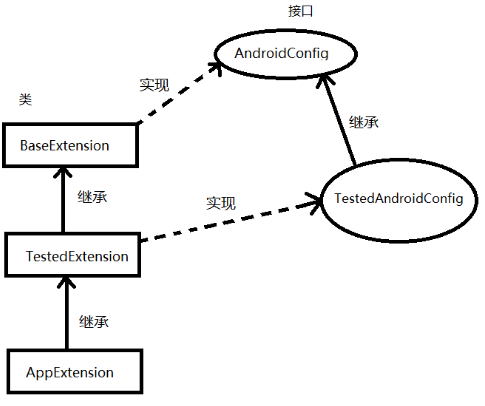 接口
AndroidConfig
实现
类
继承
BaseExtension
继承
TestedAndroidConfig
实现
TestedExtension
继承
AppExtension